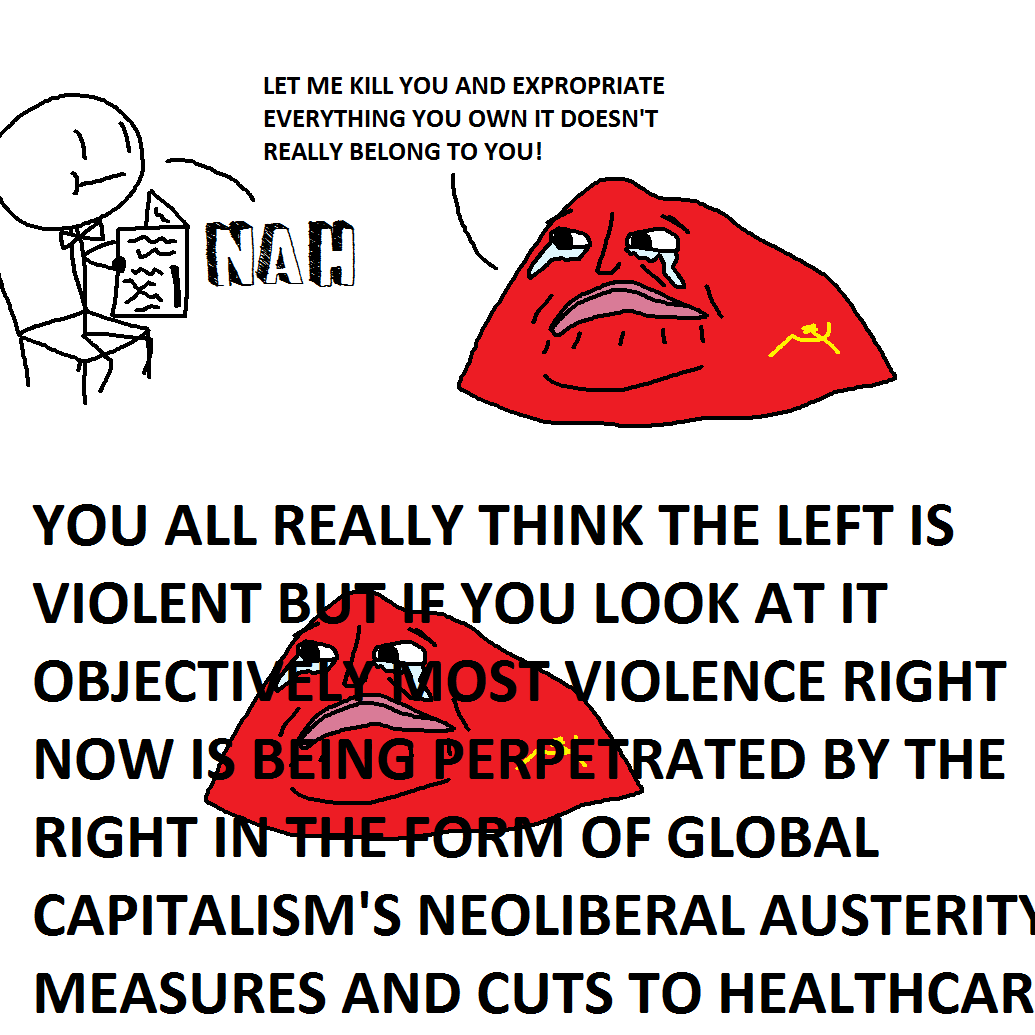 LET ME KILL YOU AND EXPROPRIATE
EVERYTHING YOU OWN IT DOESN'T
REALLY BELONG TO YOU!
NAH
YOU ALL REALLY THINK THE LEFT IS
VIOLENT BUT IF YOU LOOK AT IT
OBJECTIVELY MOST VIOLENCE RIGHT
NOW IS BEING PERPETRATED BY THE
RIGHT IN THE FORM OF GLOBAL
CAPITALISM'S NEOLIBERAL AUSTERITY
MEASURES AND CUTS TO HEALTHCAR